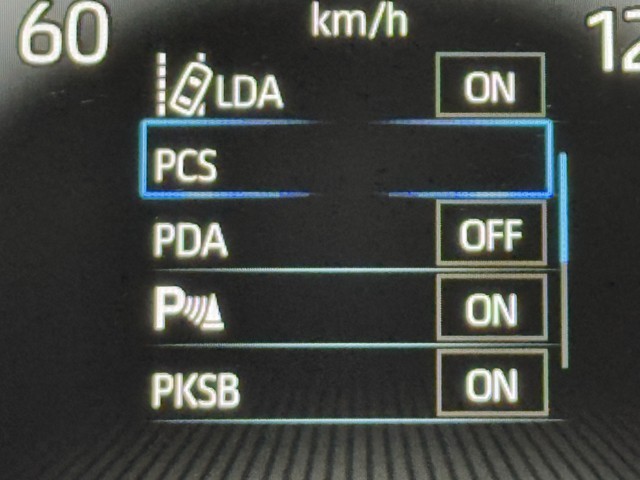 60 km/h 12
LDA ON
PCS
PDA OFF
P ON
PKSB ON